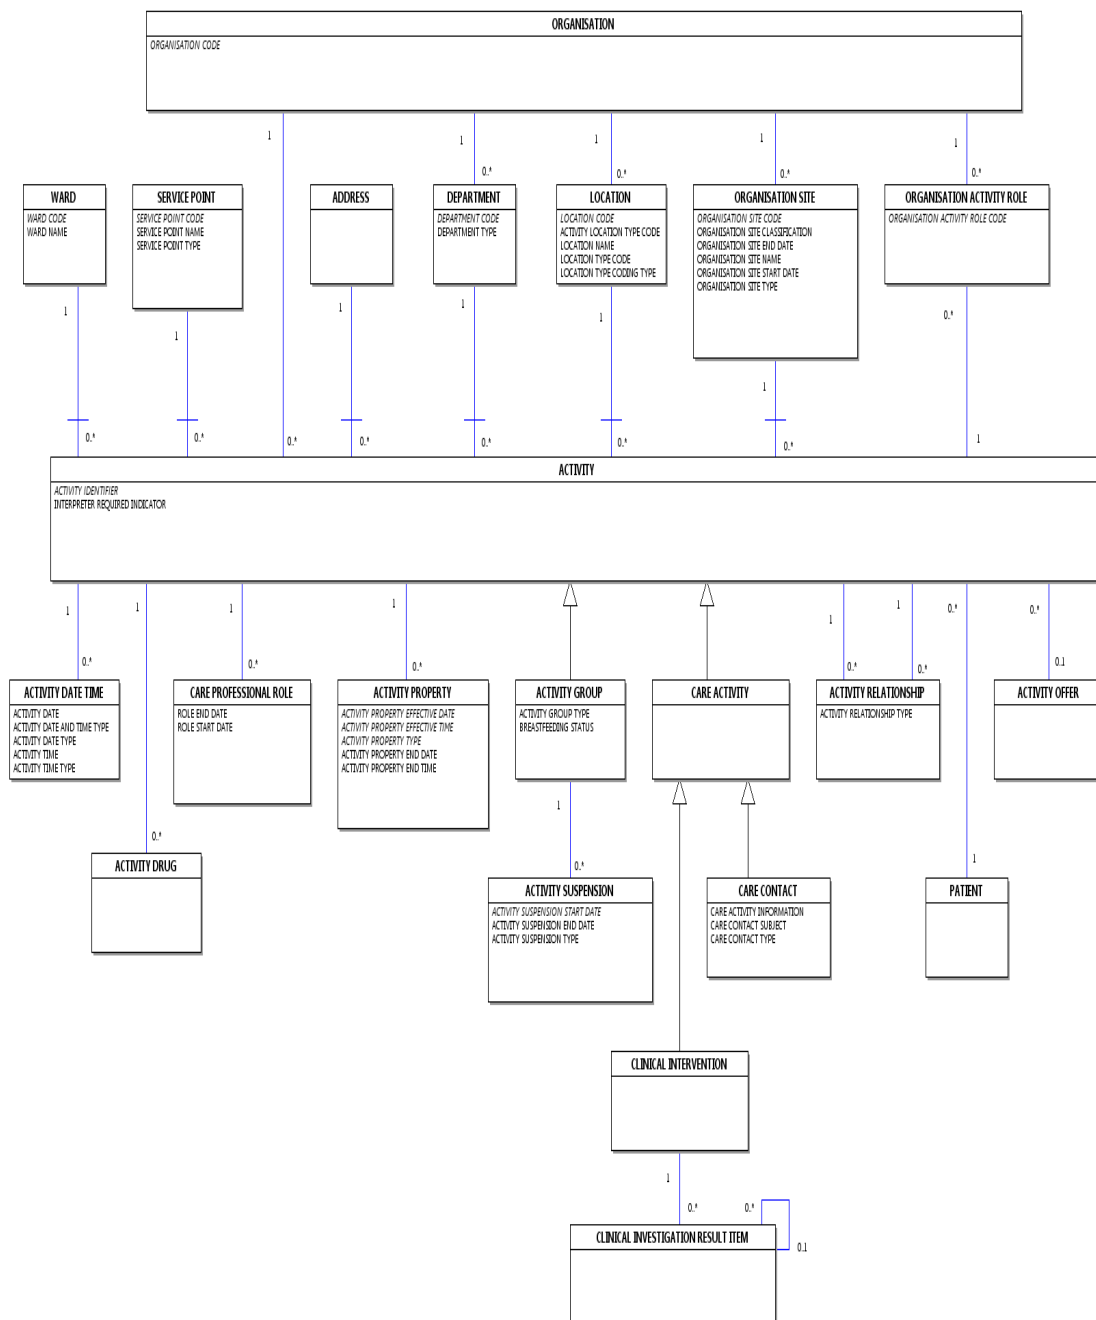 ORGANISATION
ORGANISATION CODE
1
1
1
1
1
0..*
0..*
0..*
0..*
WARD
WARD CODE
WARD NAME
SERVICE POINT
SERVICE POINT CODE
SERVICE POINT NAME
SERVICE POINT TYPE
ADDRESS
DEPARTMENT
DEPARTMENT CODE
DEPARTMENT TYPE
LOCATION
LOCATION CODE
ACTIVITY LOCATION TYPE CODE
LOCATION NAME
LOCATION TYPE CODE
LOCATION TYPE CODING TYPE
ORGANISATION SITE
ORGANISATION SITE CODE
ORGANISATION SITE CLASSIFICATION
ORGANISATION SITE END DATE
ORGANISATION SITE NAME
ORGANISATION SITE START DATE
ORGANISATION SITE TYPE
ORGANISATION ACTIVITY ROLE
ORGANISATION ACTIVITY ROLE CODE
1
1
1
1
1
1
0..*
0..*
0..*
0..*
0..*
0..*
0..*
0..*
1
ACTIVITY
ACTIVITY IDENTIFIER
INTERPRETER REQUIRED INDICATOR
1
1
1
1
1
1
0..*
0..*
0..*
0..*
0..*
0..*
0..*
0..1
ACTIVITY DATE TIME
ACTIVITY DATE
ACTIVITY DATE AND TIME TYPE
ACTIVITY DATE TYPE
ACTIVITY TIME
ACTIVITY TIME TYPE
CARE PROFESSIONAL ROLE
ROLE END DATE
ROLE START DATE
ACTIVITY PROPERTY
ACTIVITY PROPERTY EFFECTIVE DATE
ACTIVITY PROPERTY EFFECTIVE TIME
ACTIVITY PROPERTY TYPE
ACTIVITY PROPERTY END DATE
ACTIVITY PROPERTY END TIME
ACTIVITY GROUP
ACTIVITY GROUP TYPE
BREASTFEEDING STATUS
CARE ACTIVITY
ACTIVITY RELATIONSHIP
ACTIVITY RELATIONSHIP TYPE
ACTIVITY OFFER
0..*
1
0..*
1
ACTIVITY DRUG
ACTIVITY SUSPENSION
ACTIVITY SUSPENSION START DATE
ACTIVITY SUSPENSION END DATE
ACTIVITY SUSPENSION TYPE
CARE CONTACT
CARE ACTIVITY INFORMATION
CARE CONTACT SUBJECT
CARE CONTACT TYPE
PATIENT
CLINICAL INTERVENTION
1
0..*
0..*
0..1
CLINICAL INVESTIGATION RESULT ITEM